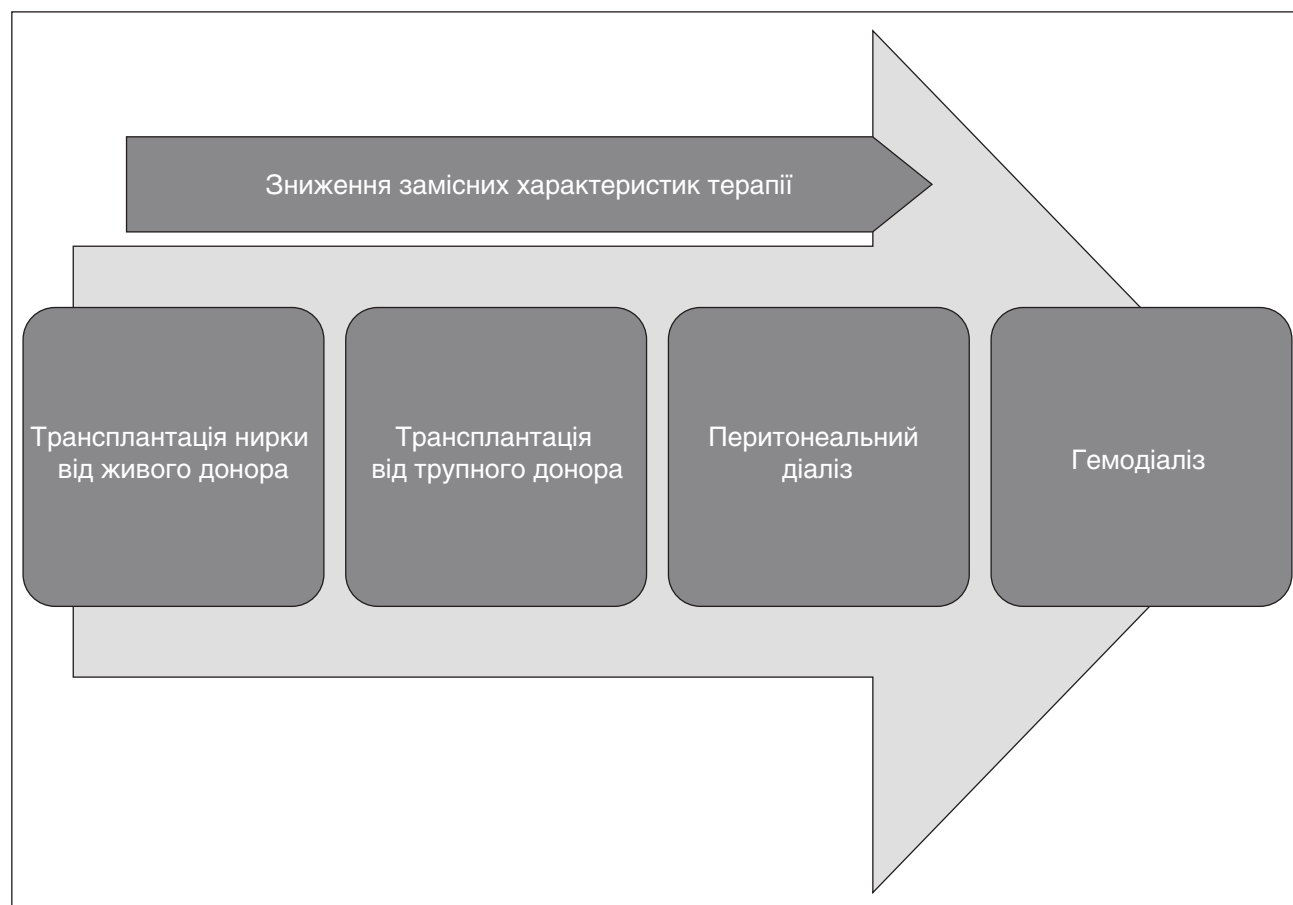 Зниження замісних характеристик терапії
Трансплантація нирки
від живого донора
Трансплантація
від трупного донора
Перитонеальний
діаліз
Гемодіаліз